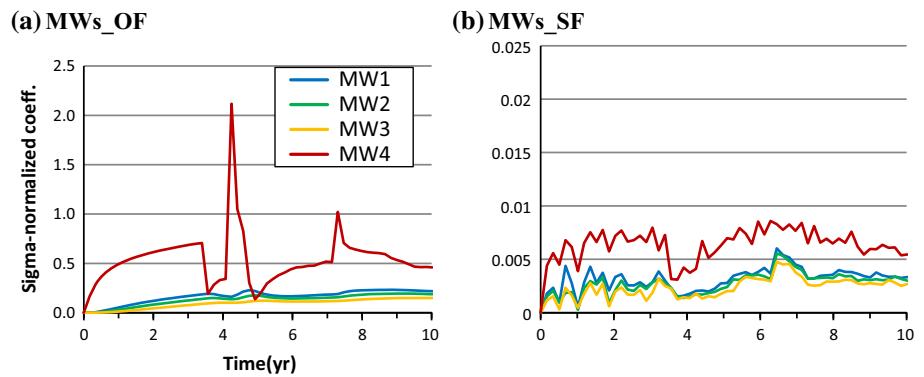 (a) MWs_OF
(b) MWs_SF
Sigma-normalized coeff.
2.5
2.0
1.5
1.0
0.5
0.0
MW1
MW2
MW3
MW4
0 2 4 6 8 10
Time(yr)
0.025
0.02
0.015
0.01
0.005
0
0 2 4 6 8 10